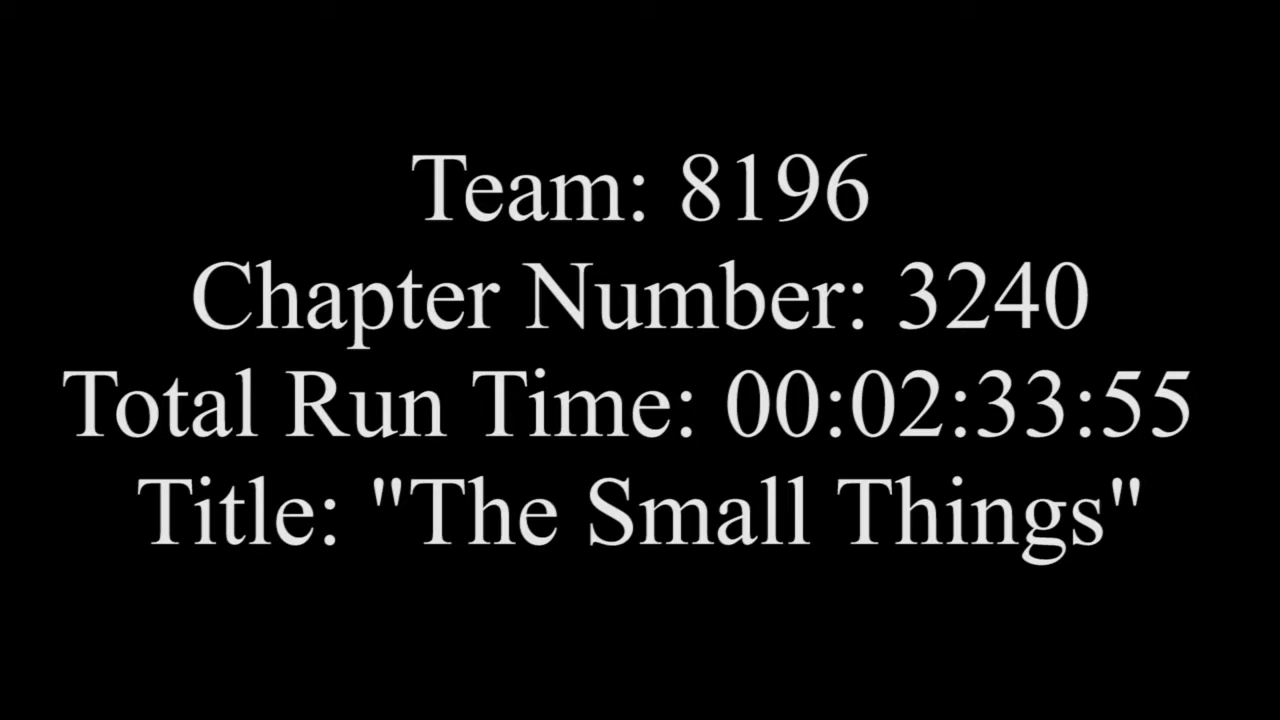 Team: 8196
Chapter Number: 3240
Total Run Time: 00:02:33:55
Title: "The Small Things"